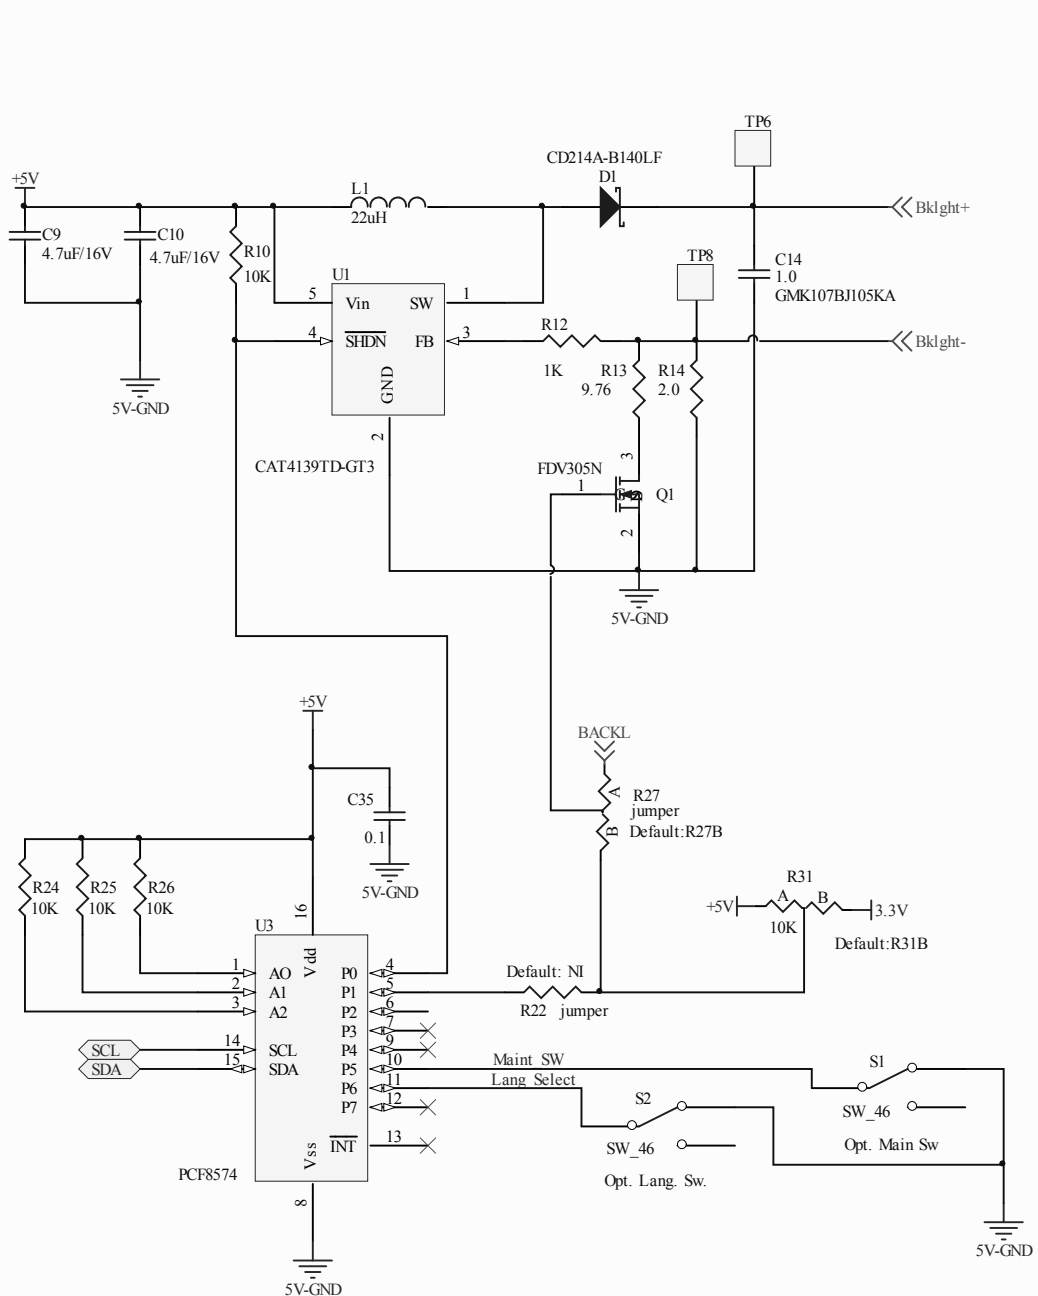 TP6
CD214A-B140LF
D1
+5V
L1
22uH
Bklght+
C9
4.7uF/16V
C10
4.7uF/16V
R10
10K
TP8
C14
1.0
GMK107BJ105KA
U1
5
Vin
SW
1
4
SHDN
FB
3
GND
2
CAT4139TD-GT3
R12
1K
Bklght-
R13
9.76
R14
2.0
5V-GND
FDV305N
1
3
Q1
2
5V-GND
+5V
BACKL
C35
0.1
5V-GND
A
R27
jumper
B
Default:R27B
R24
10K
R25
10K
R26
10K
R31
+5V
A
B
3.3V
10K
Default:R31B
16
U3
Vdd
1
AO
P0
4
2
A1
P1
5
3
A2
P2
6
P3
7
14
SCL
SCL
P4
9
15
SDA
SDA
P5
10
P6
11
P7
12
INT
13
Vss
PCF8574
8
5V-GND
Default: NI
R22 jumper
Maint SW
Lang Select
S1
SW_46
Opt. Main Sw
S2
SW_46
Opt. Lang. Sw.
5V-GND